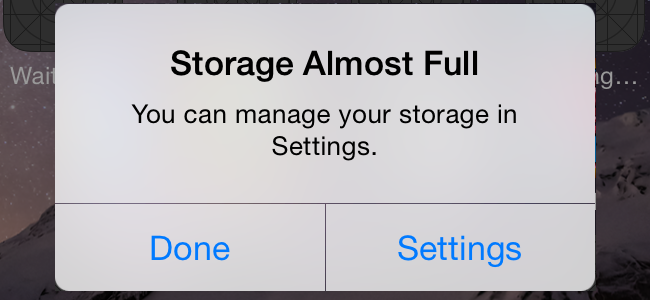 Storage Almost Full
You can manage your storage in
Settings.
Done
Settings